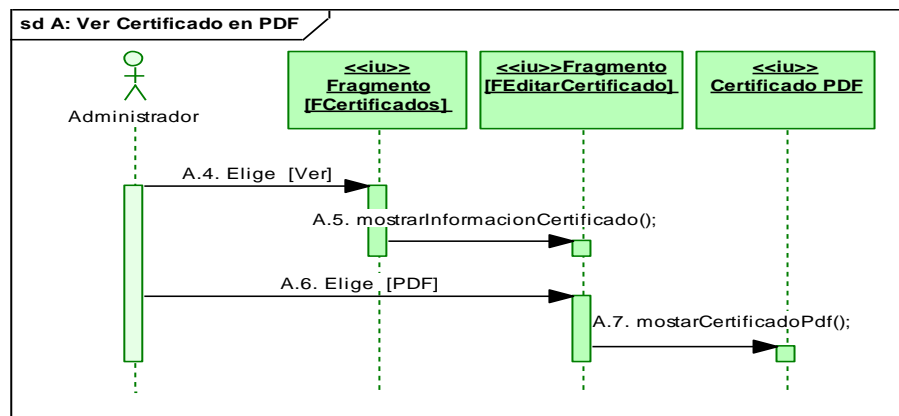 sd A: Ver Certificado en PDF
Administrador
<<iu>>
Fragmento
[FCertificados]
<<iu>>Fragmento
[FEditarCertificado]
<<iu>>
Certificado PDF
A.4. Elige [Ver]
A.5. mostrarInformacionCertificado();
A.6. Elige [PDF]
A.7. mostarCertificadoPdf();